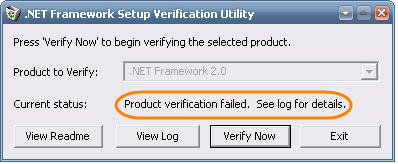 .NET Framework Setup Verification Utility
Press 'Verify Now' to begin verifying the selected product.
Product to Verify: .NET Framework 2.0
Current status: Product verification failed. See log for details.
View Readme View Log Verify Now Exit